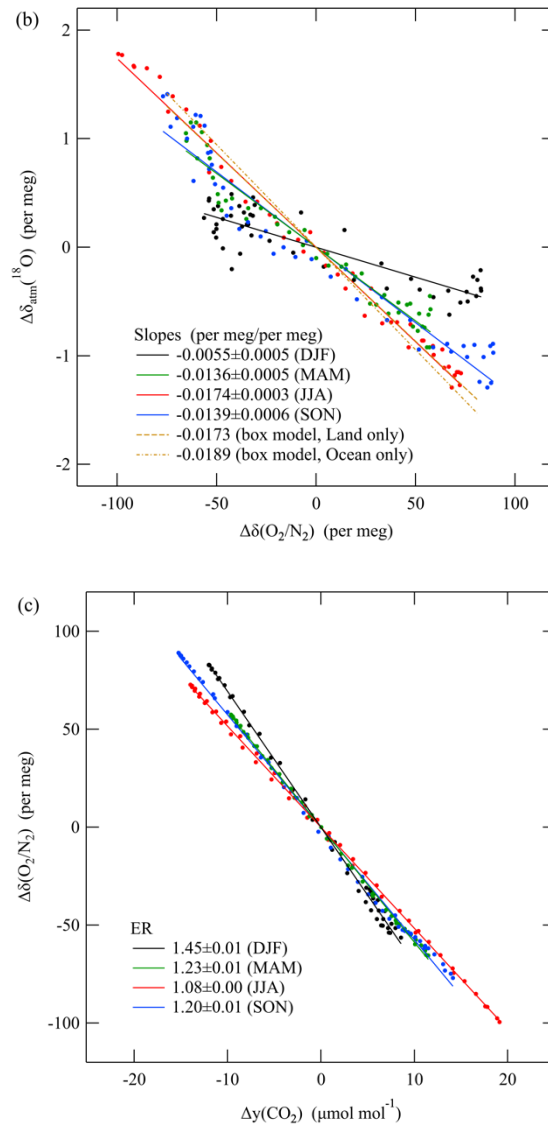 (b)
2
1
0
-1
-2
Δδatm(¹⁸O) (per meg)
Slopes (per meg/per meg)
-0.0055±0.0005 (DJF)
-0.0136±0.0005 (MAM)
-0.0174±0.0003 (JJA)
-0.0139±0.0006 (SON)
-0.0173 (box model, Land only)
-0.0189 (box model, Ocean only)
-100 -50 0 50 100
Δδ(O₂/N₂) (per meg)
(c)
100
50
0
-50
-100
Δδ(O₂/N₂)
(per meg)
ER
1.45±0.01 (DJF)
1.23±0.01 (MAM)
1.08±0.00 (JJA)
1.20±0.01 (SON)
-20 -10 0 10 20
Δy(CO₂) (μmol mol⁻¹)